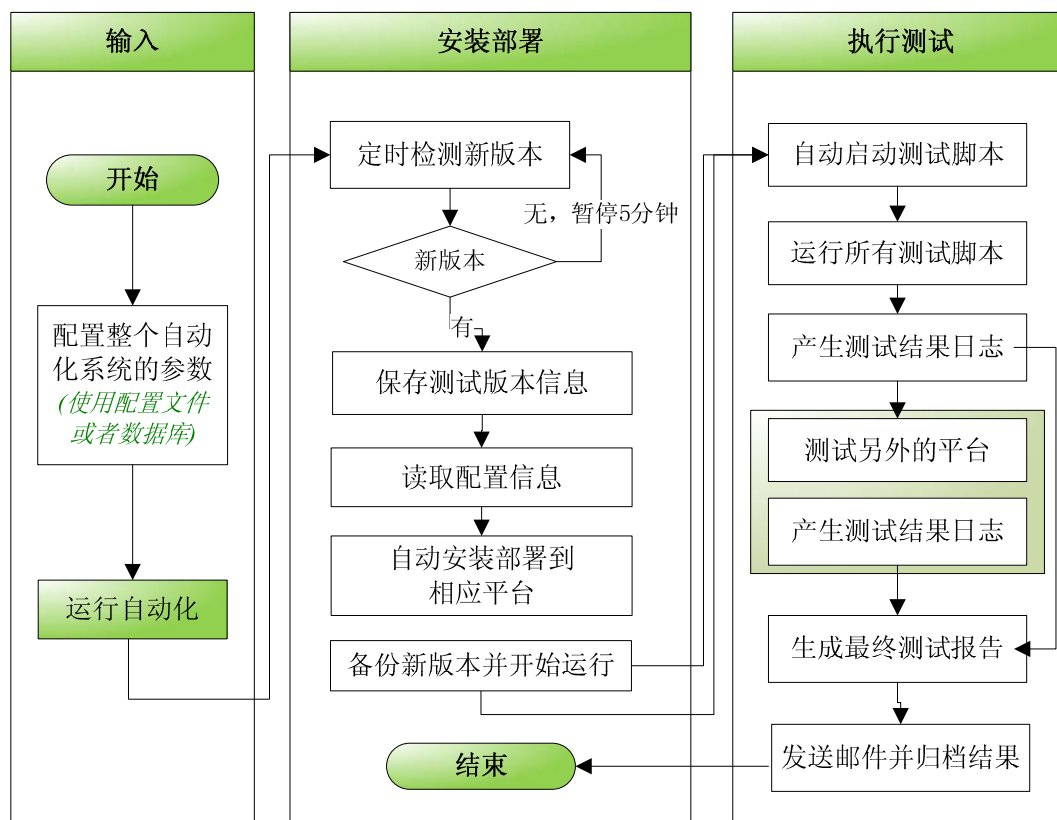 输入
开始
配置整个自动
化系统的参数
(使用配置文件
或者数据库)
运行自动化
安装部署
定时检测新版本
无，暂停5分钟
新版本
有
保存测试版本信息
读取配置信息
自动安装部署到
相应平台
备份新版本并开始运行
结束
执行测试
自动启动测试脚本
运行所有测试脚本
产生测试结果日志
测试另外的平台
产生测试结果日志
生成最终测试报告
发送邮件并归档结果